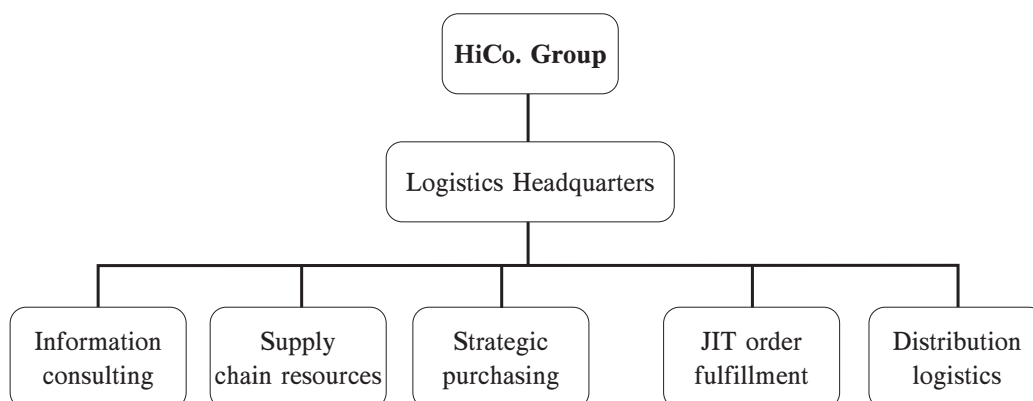 HiCo. Group
Logistics Headquarters
Information
consulting
Supply
chain resources
Strategic
purchasing
JIT order
fulfillment
Distribution
logistics